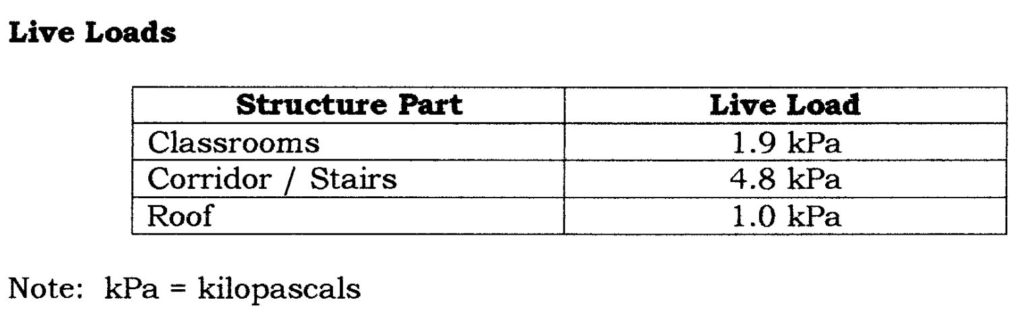 Live Loads
Structure Part Live Load
Classrooms 1.9 kPa
Corridor / Stairs 4.8 kPa
Roof 1.0 kPa
Note: kPa = kilopascals